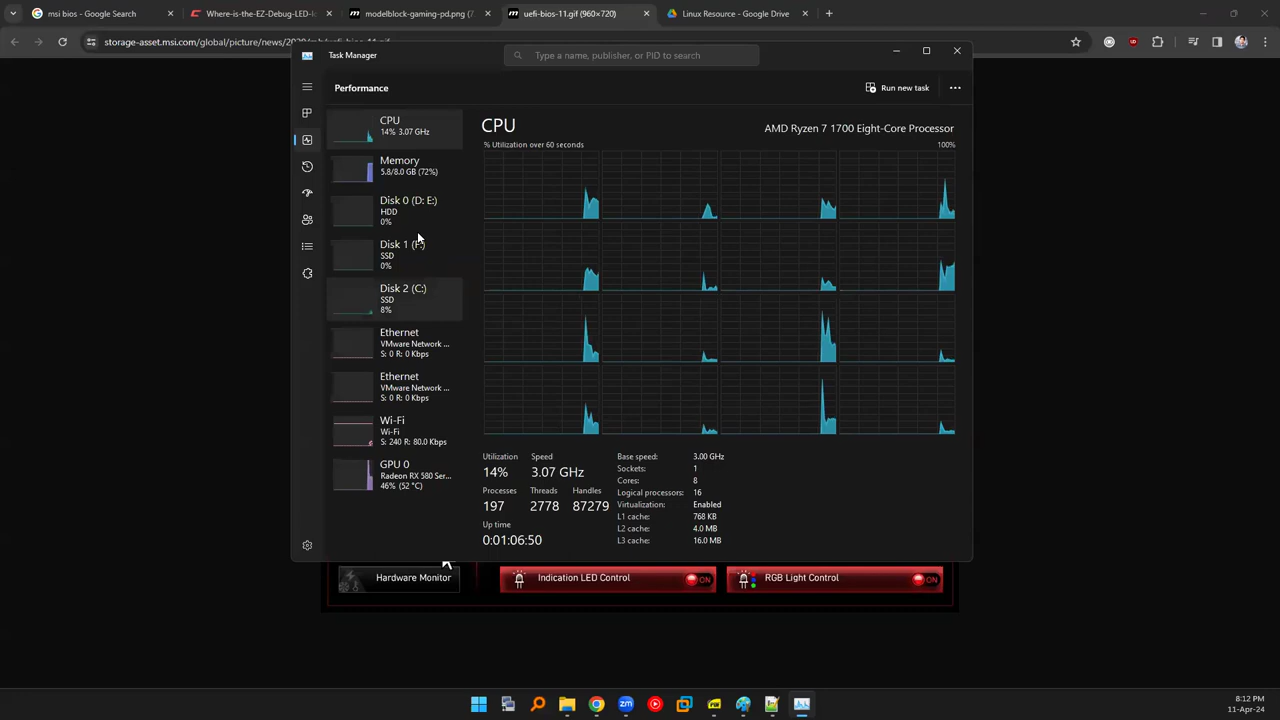 msi bios - Google Search
Where-is-the-EZ-Debug-LED-lo
modelblock-gaming-pd.png (7
uefi-bios-11.gif (960×720)
Linux Resource - Google Drive
storage-asset.msi.com/global/picture/news/2020/mb/uefi-bios-11.gif
Task Manager
Type a name, publisher, or PID to search
Performance
Run new task
CPU
14% 3.07 GHz
Memory
5.8/8.0 GB (72%)
Disk 0 (D: E:)
HDD
0%
Disk 1 (F:)
SSD
0%
Disk 2 (C:)
SSD
8%
Ethernet
VMware Network ...
S: 0 R: 0 Kbps
Ethernet
VMware Network ...
S: 0 R: 0 Kbps
Wi-Fi
Wi-Fi
S: 240 R: 80.0 Kbps
GPU 0
Radeon RX 580 Ser...
46% (52 °C)
CPU
AMD Ryzen 7 1700 Eight-Core Processor
% Utilization over 60 seconds
100%
Utilization
14%
Speed
3.07 GHz
Processes
197
Threads
2778
Handles
87279
Up time
0:01:06:50
Base speed: 3.00 GHz
Sockets: 1
Cores: 8
Logical processors: 16
Virtualization: Enabled
L1 cache: 768 KB
L2 cache: 4.0 MB
L3 cache: 16.0 MB
Hardware Monitor
Indication LED Control
ON
RGB Light Control
ON
zm
8:12 PM
11-Apr-24